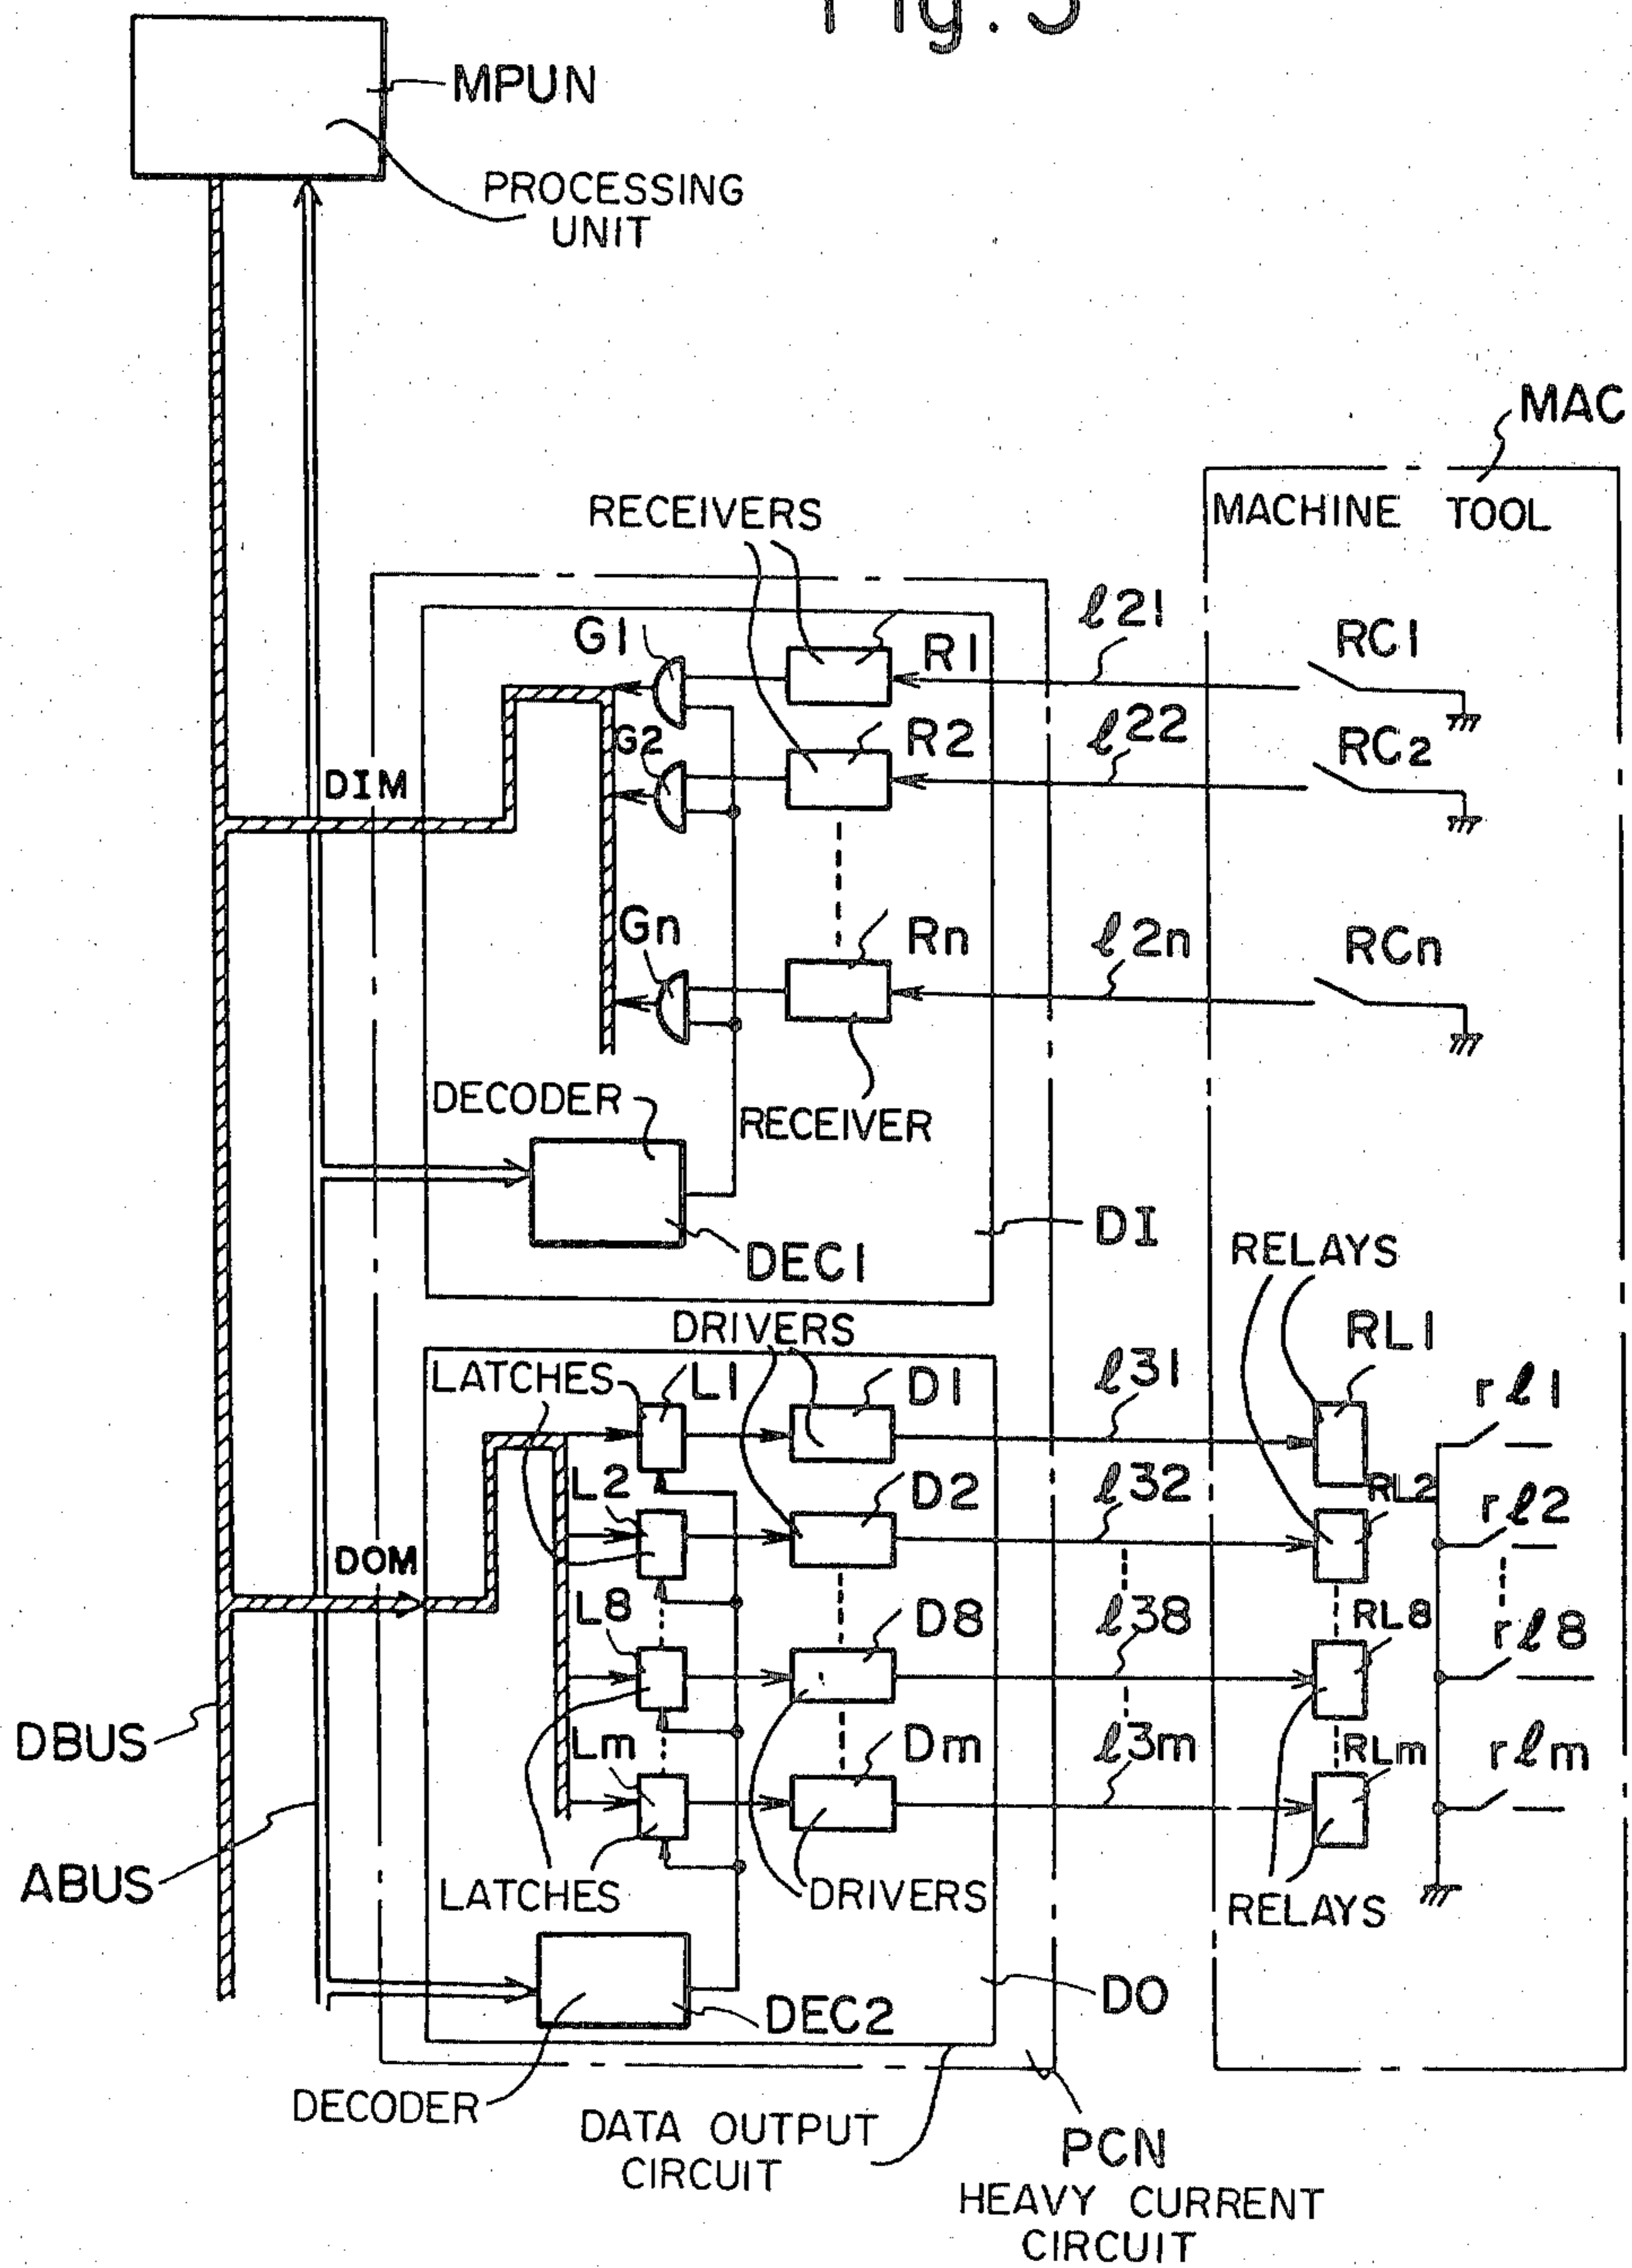 Fig. 5
MPUN
PROCESSING
UNIT
MAC
MACHINE TOOL
RECEIVERS
G1
R1
ℓ21
RC1
G2
R2
ℓ22
RC2
DIM
Gn
Rn
ℓ2n
RCn
DECODER
RECEIVER
DEC1
DI
RELAYS
DRIVERS
RL1
LATCHES
L1
D1
ℓ31
rℓ1
L2
D2
ℓ32
RL2
rℓ2
DOM
L8
D8
ℓ38
RL8
rℓ8
DBUS
Lm
Dm
ℓ3m
RLm
rℓm
ABUS
LATCHES
DRIVERS
RELAYS
DEC2
DO
DECODER
DATA OUTPUT
CIRCUIT
PCN
HEAVY CURRENT
CIRCUIT